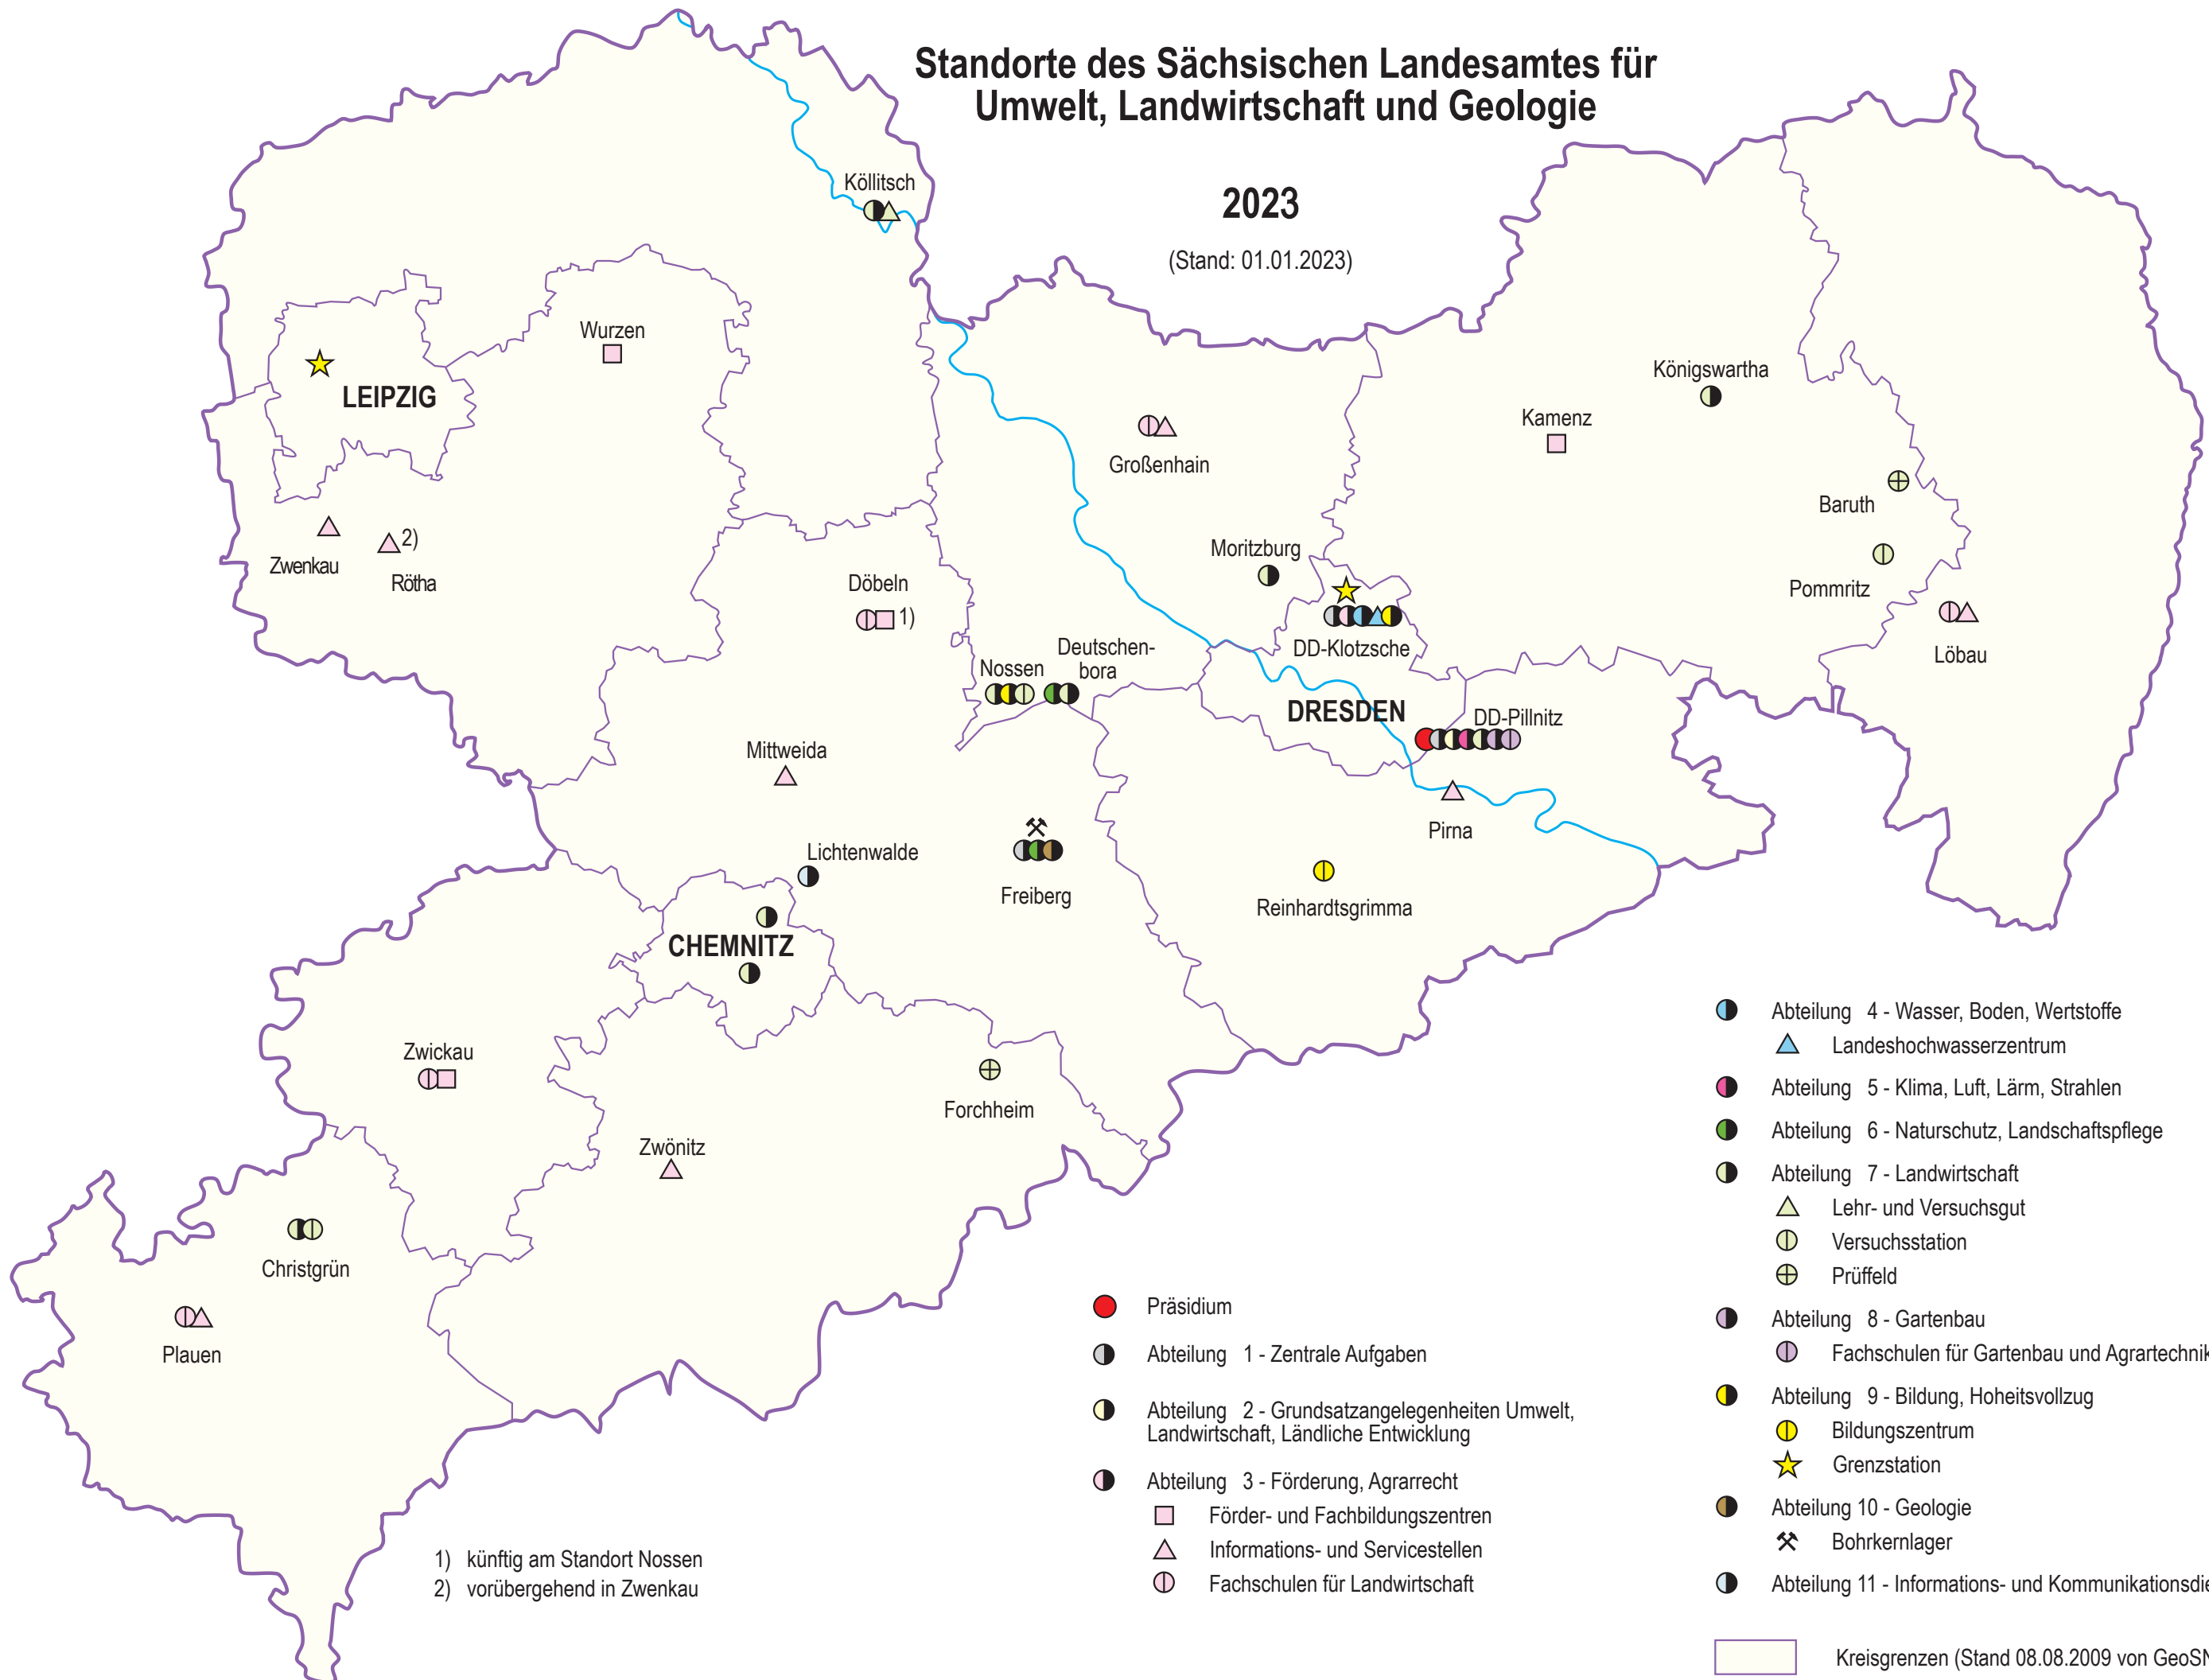 Standorte des Sächsischen Landesamtes für
Umwelt, Landwirtschaft und Geologie
2023
(Stand: 01.01.2023)
Köllitsch
Wurzen
LEIPZIG
Königswartha
Kamenz
Großenhain
Baruth
Zwenkau
2)
Rötha
Moritzburg
Döbeln
1)
Pommritz
DD-Klotzsche
Löbau
Nossen
Deutschen-
bora
DRESDEN
DD-Pillnitz
Mittweida
Pirna
Lichtenwalde
Freiberg
Reinhardtsgrimma
CHEMNITZ
Zwickau
Forchheim
Zwönitz
Christgrün
Plauen
1) künftig am Standort Nossen
2) vorübergehend in Zwenkau
Präsidium
Abteilung 1 - Zentrale Aufgaben
Abteilung 2 - Grundsatzangelegenheiten Umwelt,
Landwirtschaft, Ländliche Entwicklung
Abteilung 3 - Förderung, Agrarrecht
Förder- und Fachbildungszentren
Informations- und Servicestellen
Fachschulen für Landwirtschaft
Abteilung 4 - Wasser, Boden, Wertstoffe
Landeshochwasserzentrum
Abteilung 5 - Klima, Luft, Lärm, Strahlen
Abteilung 6 - Naturschutz, Landschaftspflege
Abteilung 7 - Landwirtschaft
Lehr- und Versuchsgut
Versuchsstation
Prüffeld
Abteilung 8 - Gartenbau
Fachschulen für Gartenbau und Agrartechnik
Abteilung 9 - Bildung, Hoheitsvollzug
Bildungszentrum
Grenzstation
Abteilung 10 - Geologie
Bohrkernlager
Abteilung 11 - Informations- und
Kreisgrenzen (Stand 08.08.2009 von